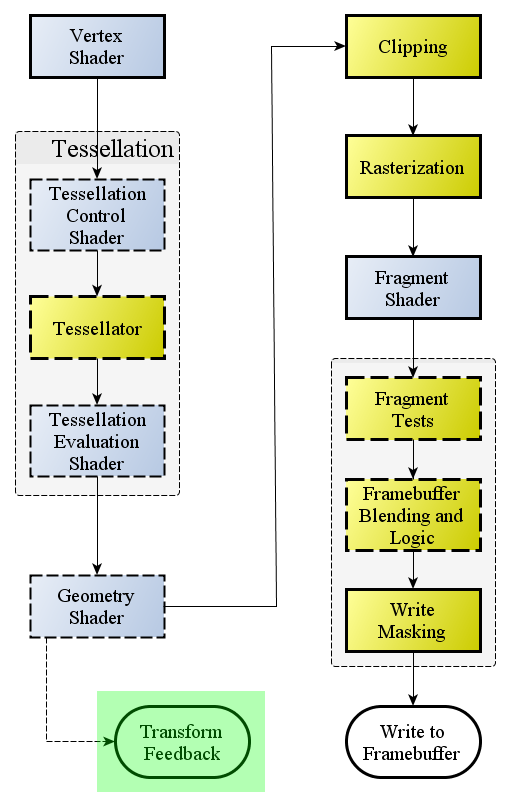 Vertex
Shader
Tessellation
Tessellation
Control
Shader
Tessellator
Tessellation
Evaluation
Shader
Geometry
Shader
Transform
Feedback
Clipping
Rasterization
Fragment
Shader
Fragment
Tests
Framebuffer
Blending and
Logic
Write
Masking
Write to
Framebuffer